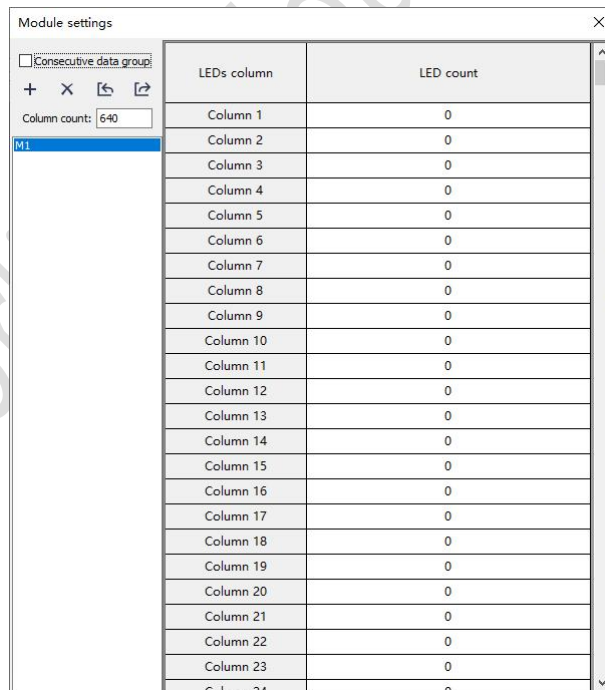 Module settings
Consecutive data group
Column count: 640
M1
LEDs column LED count
Column 1 0
Column 2 0
Column 3 0
Column 4 0
Column 5 0
Column 6 0
Column 7 0
Column 8 0
Column 9 0
Column 10 0
Column 11 0
Column 12 0
Column 13 0
Column 14 0
Column 15 0
Column 16 0
Column 17 0
Column 18 0
Column 19 0
Column 20 0
Column 21 0
Column 22 0
Column 23 0